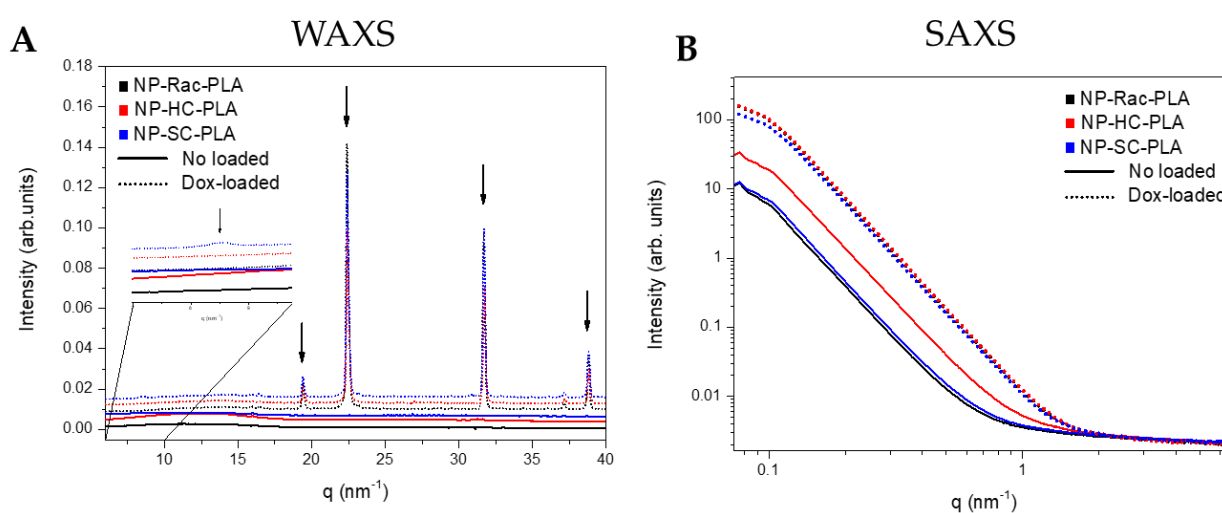 A
WAXS
NP-Rac-PLA
NP-HC-PLA
NP-SC-PLA
No loaded
Dox-loaded
Intensity (arb.units)
0.18
0.16
0.14
0.12
0.10
0.08
0.06
0.04
0.02
0.00
q (nm⁻¹)
10
15
20
25
30
35
40
q (nm⁻¹)
B
SAXS
NP-Rac-PLA
NP-HC-PLA
NP-SC-PLA
No loaded
Dox-loaded
Intensity (arb. units)
100
10
1
0.1
0.01
0.1
1
q (nm⁻¹)